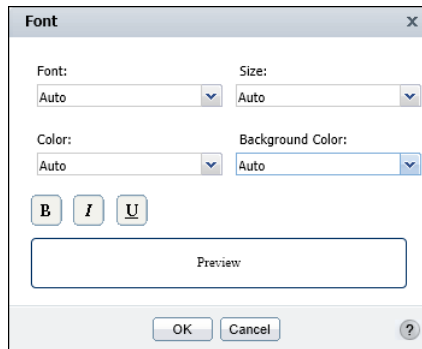 Font x
Font: Size:
Auto Auto
Color: Background Color:
Auto Auto
B I U
Preview
OK Cancel ?